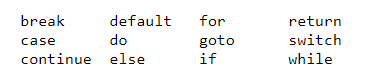 break default for return
case do goto switch
continue else if while